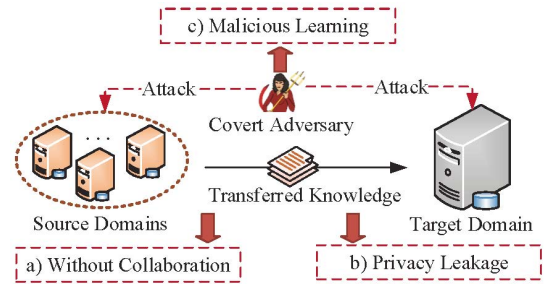 c) Malicious Learning
Attack
Attack
Covert Adversary
...
Transferred Knowledge
Source Domains
Target Domain
a) Without Collaboration
b) Privacy Leakage